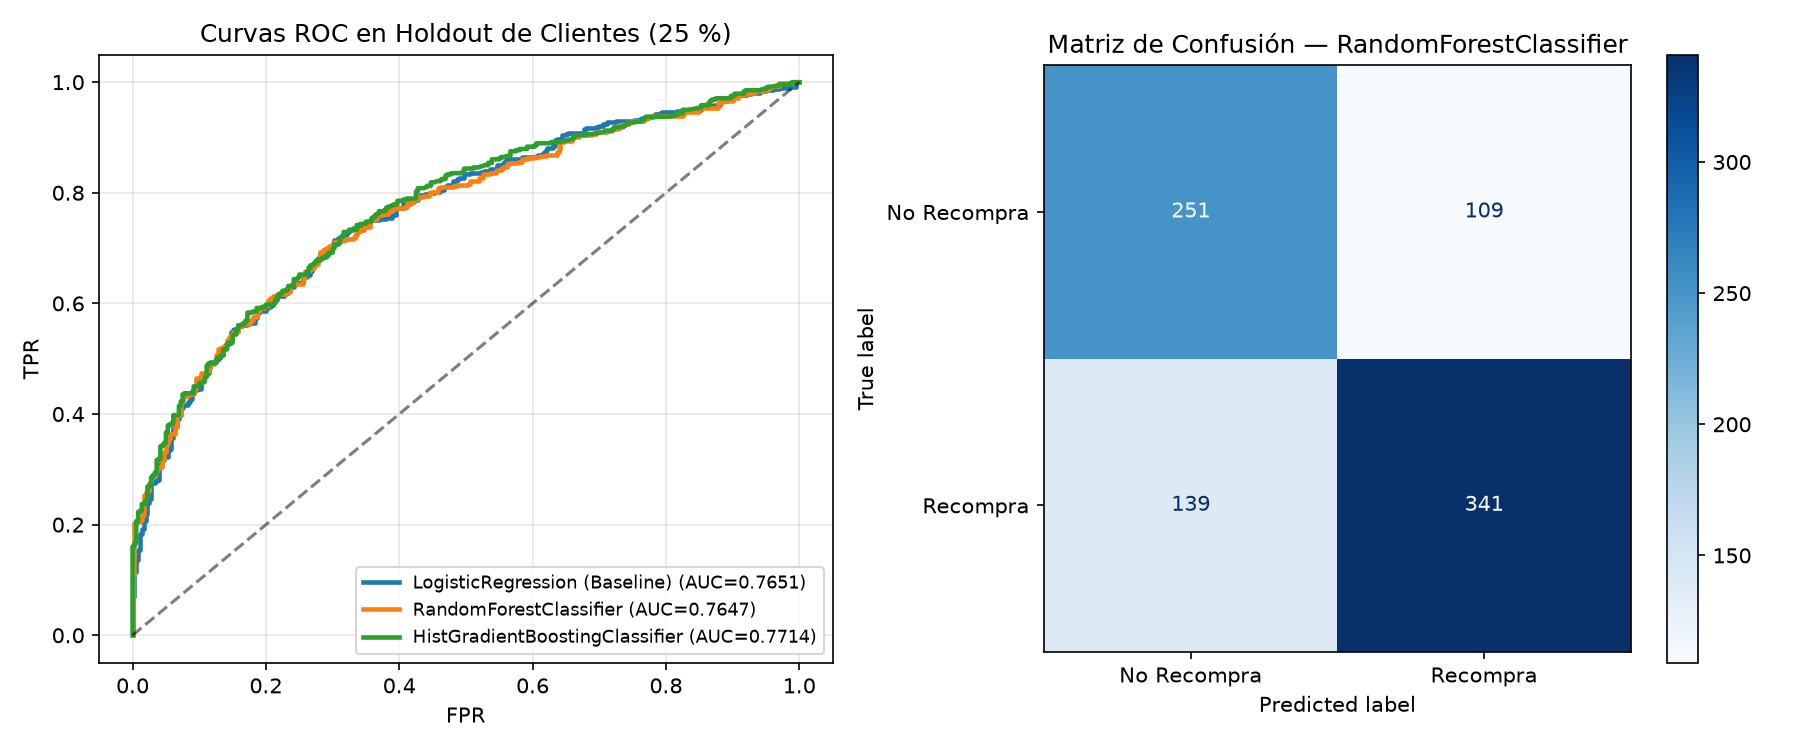 Curvas ROC en Holdout de Clientes (25 %)
1.0
0.8
0.6
0.4
0.2
0.0
TPR
0.0 0.2 0.4 0.6 0.8 1.0
FPR
LogisticRegression (Baseline) (AUC=0.7651)
RandomForestClassifier (AUC=0.7647)
HistGradientBoostingClassifier (AUC=0.7714)
Matriz de Confusión — RandomForestClassifier
True label
No Recompra
251 109
Recompra
139 341
No Recompra Recompra
Predicted label
300
250
200
150